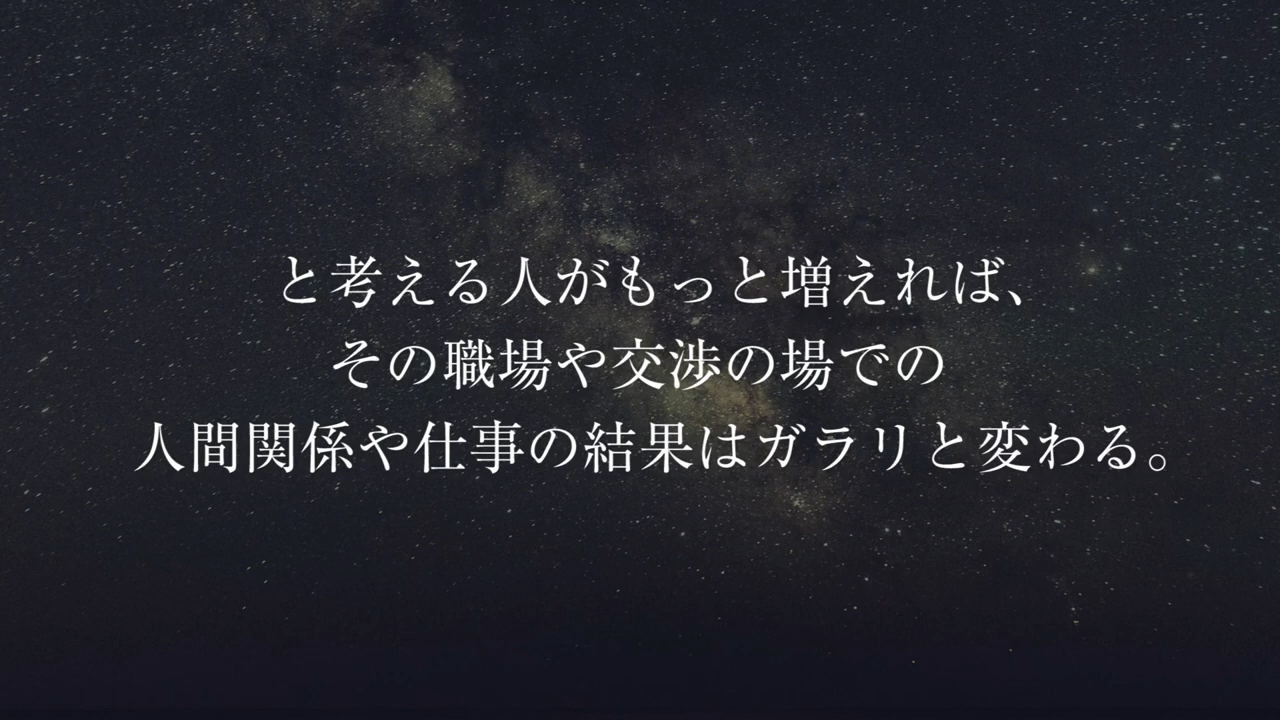 と考える人がもっと増えれば、
その職場や交渉の場での
人間関係や仕事の結果はガラリと変わる。